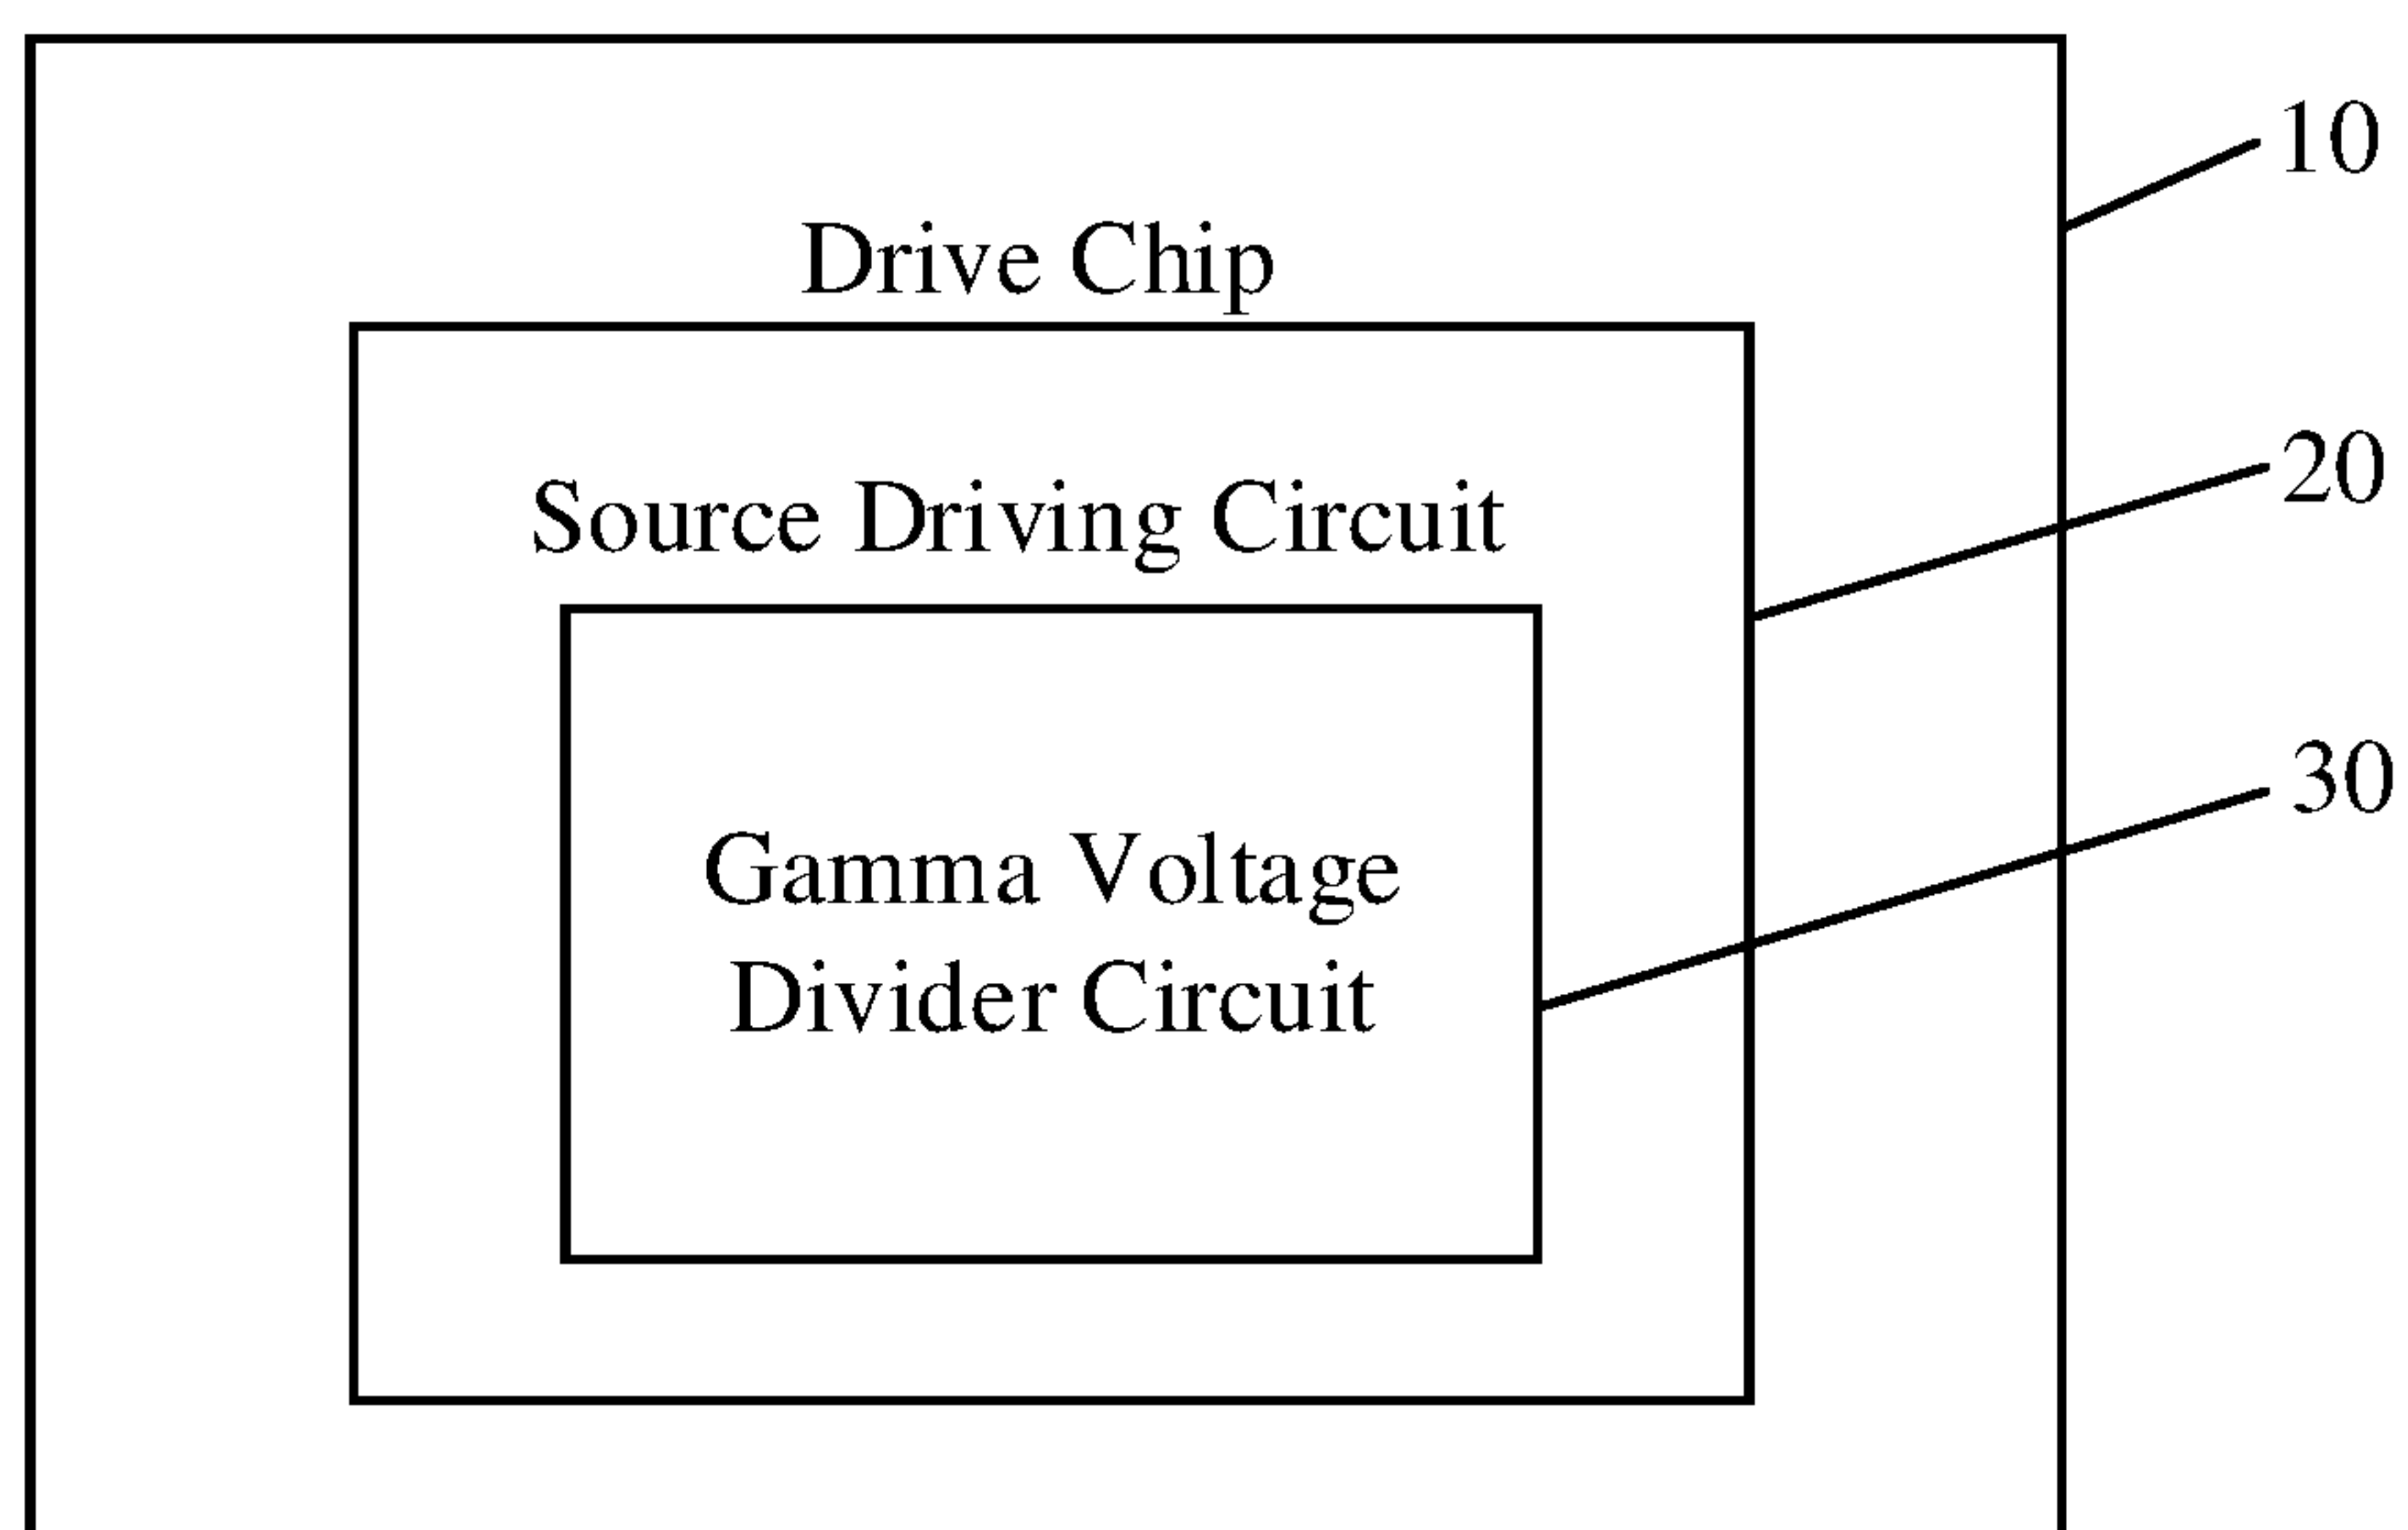 10
Drive Chip
20
Source Driving Circuit
30
Gamma Voltage
Divider Circuit